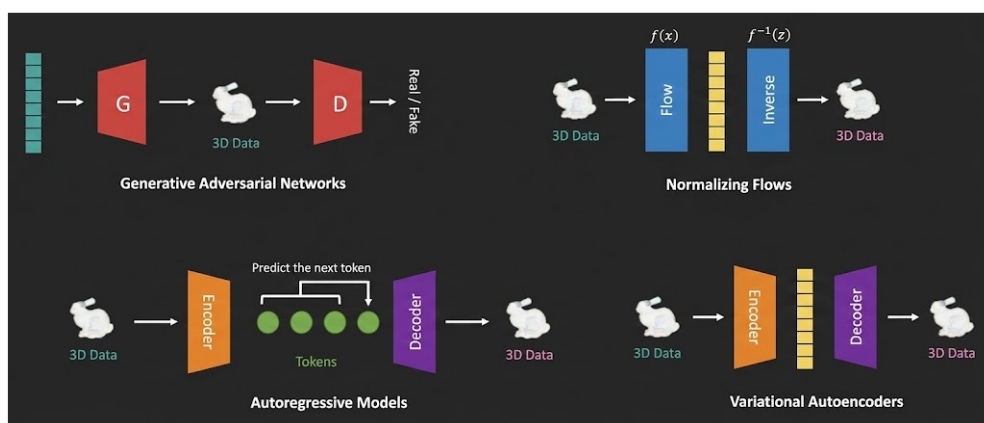 G
3D Data
D
Real / Fake
Generative Adversarial Networks
f(x)
f⁻¹(z)
3D Data
Flow
Inverse
3D Data
Normalizing Flows
3D Data
Encoder
Predict the next token
Tokens
Decoder
3D Data
Autoregressive Models
3D Data
Encoder
Decoder
3D Data
Variational Autoencoders